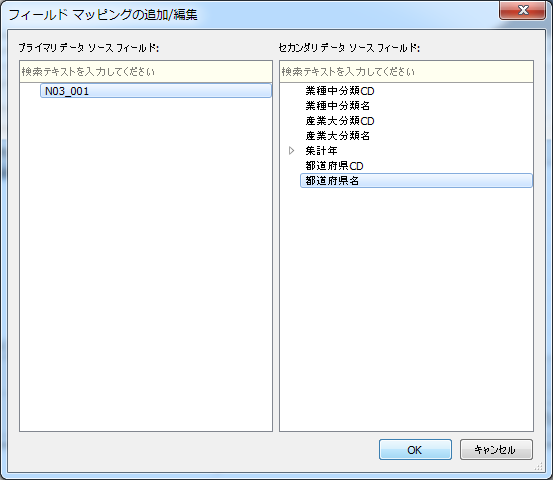 フィールド マッピングの追加/編集
プライマリ データ ソース フィールド:
検索テキストを入力してください
N03_001
セカンダリ データ ソース フィールド:
検索テキストを入力してください
業種中分類CD
業種中分類名
産業大分類CD
産業大分類名
集計年
都道府県CD
都道府県名
OK
キャンセル